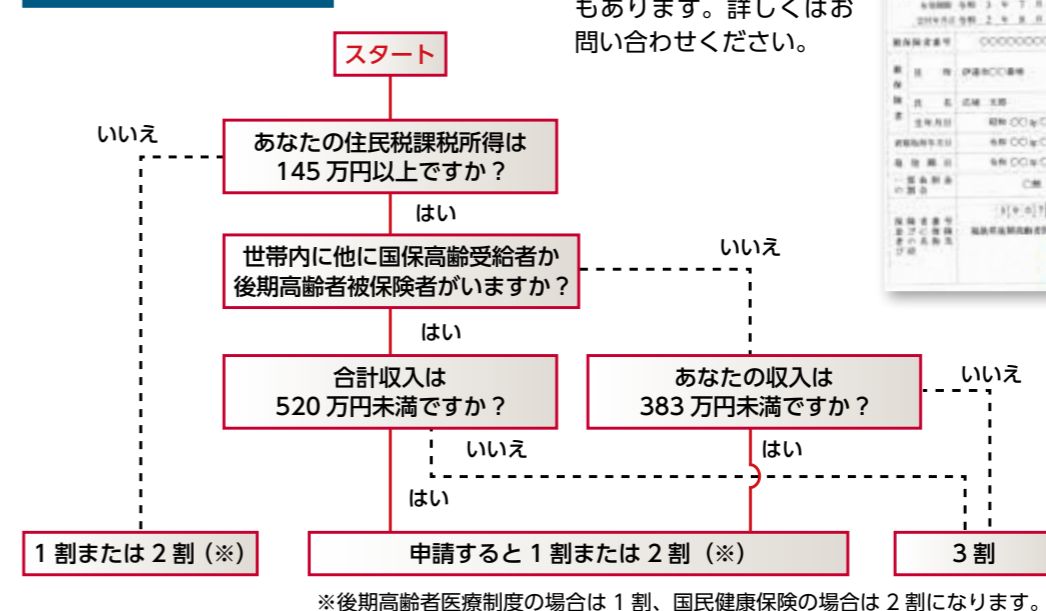 もあります。詳しくはお
問い合わせください。
スタート
いいえ
あなたの住民税課税所得は
145 万円以上ですか？
はい
世帯内に他に国保高齢受給者か
後期高齢者被保険者がいますか？
いいえ
はい
合計収入は
520 万円未満ですか？
あなたの収入は
383 万円未満ですか？
いいえ
いいえ
はい
はい
1 割または 2 割（※）
申請すると 1 割または 2 割（※）
3 割
※後期高齢者医療制度の場合は 1 割、国民健康保険の場合は 2 割になります。